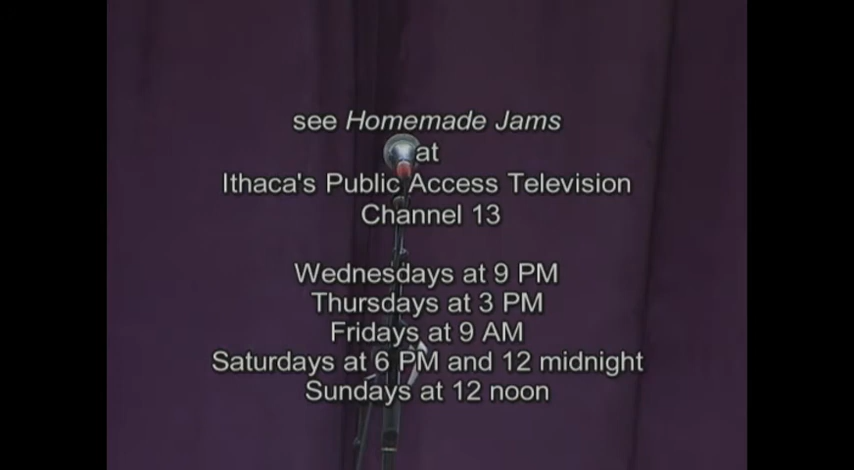 see Homemade Jams
at
Ithaca's Public Access Television
Channel 13
Wednesdays at 9 PM
Thursdays at 3 PM
Fridays at 9 AM
Saturdays at 6 PM and 12 midnight
Sundays at 12 noon